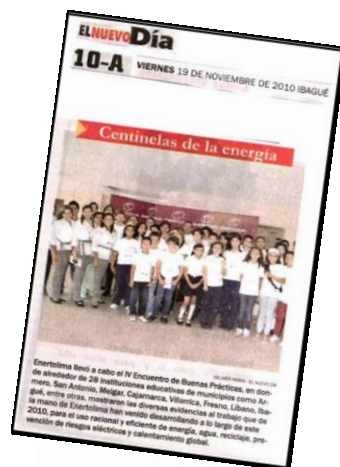 EL NUEVO Día
10-A VIERNES 19 DE NOVIEMBRE DE 2010 IBAGUÉ
Centinelas de la energía
Enertolima llevó a cabo el IV Encuentro de Buenas Prácticas, en don-
de alrededor de 28 instituciones educativas de municipios como Ar-
mero, San Antonio, Melgar, Cajamarca, Villarrica, Fresno, Líbano, Iba-
gué, entre otras, mostraron las diversas evidencias al trabajo que de
la mano de Enertolima han venido desarrollando a lo largo de este
2010, para el uso racional y eficiente de energía, agua, reciclaje, pre-
vención de riesgos eléctricos y calentamiento global.